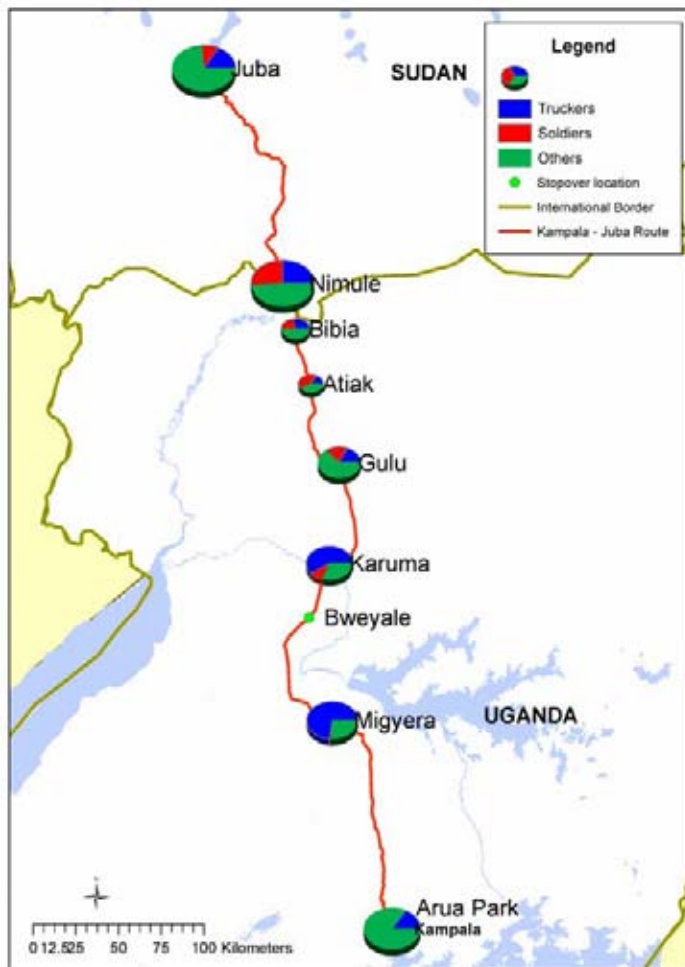 Legend
Truckers
Soldiers
Others
Stopover location
International Border
Kampala - Juba Route
Juba
SUDAN
Nimule
Bibia
Atiak
Gulu
Karuma
Bweyale
Migyera
UGANDA
Arua Park
Kampala
0 12.525 50 75 100 Kilometers